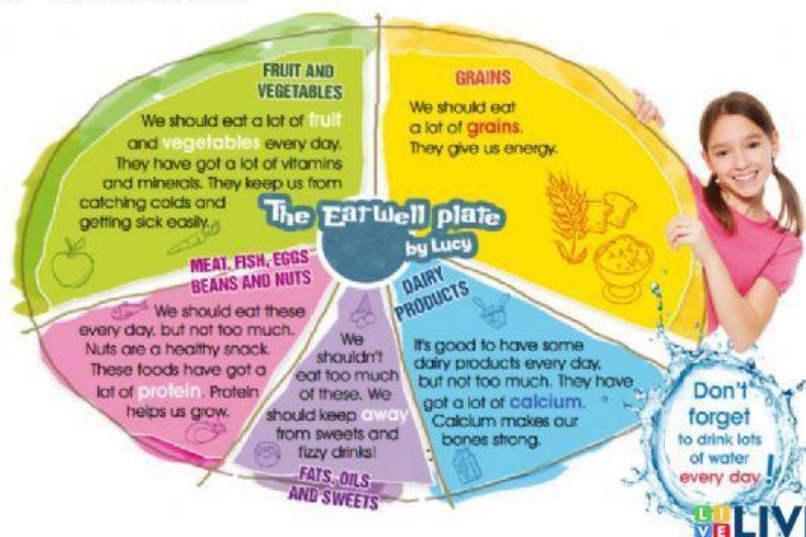 FRUIT AND
VEGETABLES
We should eat a lot of fruit
and vegetables every day.
They have got a lot of vitamins
and minerals. They keep us from
catching colds and
getting sick easily.
GRAINS
We should eat
a lot of grains.
They give us energy.
The Eatwell plate
by Lucy
MEAT, FISH, EGGS
BEANS AND NUTS
We should eat these
every day, but not too much.
Nuts are a healthy snack.
These foods have got a
lot of protein. Protein
helps us grow.
We
shouldn't
eat too much
of these. We
should keep away
from sweets and
fizzy drinks!
FATS, OILS
AND SWEETS
DAIRY
PRODUCTS
It's good to have some
dairy products every day,
but not too much. They have
got a lot of calcium.
Calcium makes our
bones strong.
Don't
forget
to drink lots
of water
every day!